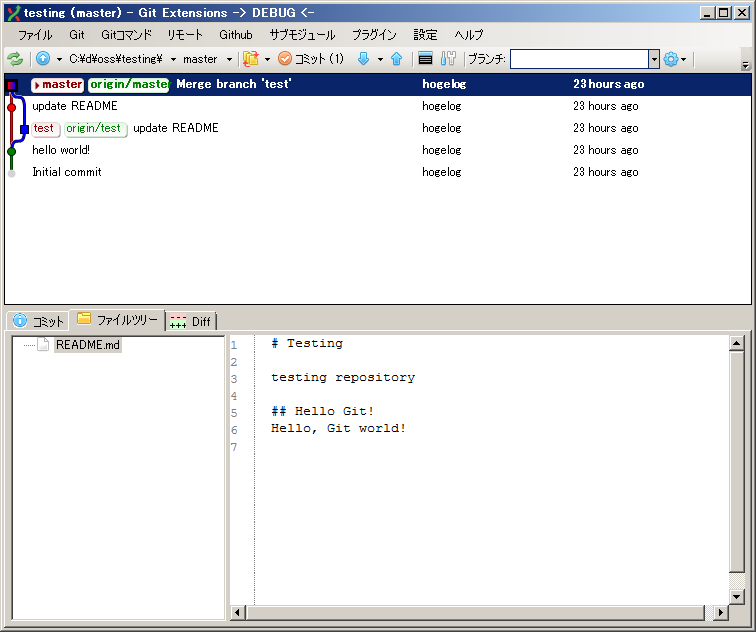 testing (master) - Git Extensions -> DEBUG <-
ファイル Git Gitコマンド リモート Github サブモジュール プラグイン 設定 ヘルプ
C:¥d¥oss¥testing¥ master コミット (1) ブランチ:
master origin/master Merge branch 'test' hogelog 23 hours ago
update README hogelog 23 hours ago
test origin/test update README hogelog 23 hours ago
hello world! hogelog 23 hours ago
Initial commit hogelog 23 hours ago
コミット ファイルツリー Diff
README.md
1 # Testing
2
3 testing repository
4
5 ## Hello Git!
6 Hello, Git world!
7